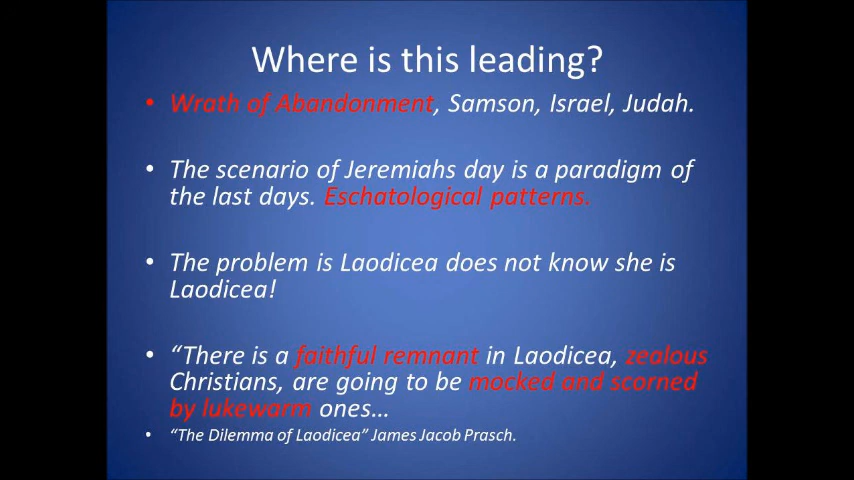 Where is this leading?
• Wrath of Abandonment, Samson, Israel, Judah.
• The scenario of Jeremiahs day is a paradigm of
the last days. Eschatological patterns.
• The problem is Laodicea does not know she is
Laodicea!
• “There is a faithful remnant in Laodicea, zealous
Christians, are going to be mocked and scorned
by lukewarm ones…
• “The Dilemma of Laodicea” James Jacob Prasch.